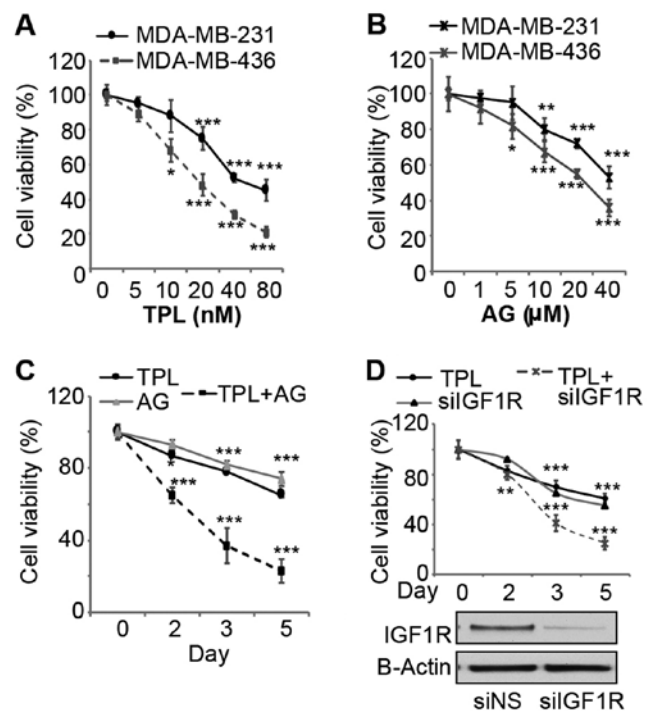 A
MDA-MB-231
MDA-MB-436
Cell viability (%)
120
100
80
60
40
20
0
***
***
***
*
***
***
***
0 5 10 20 40 80
TPL (nM)
B
MDA-MB-231
MDA-MB-436
Cell viability (%)
120
100
80
60
40
20
0
**
***
***
*
***
***
***
0 1 5 10 20 40
AG (µM)
C
TPL
AG
TPL+AG
Cell viability (%)
120
80
40
0
***
***
*
***
***
***
0 2 3 5
Day
D
TPL
siIGF1R
TPL+
siIGF1R
Cell viability (%)
120
80
40
0
***
***
**
***
***
Day 0 2 3 5
IGF1R
B-Actin
siNS siIGF1R